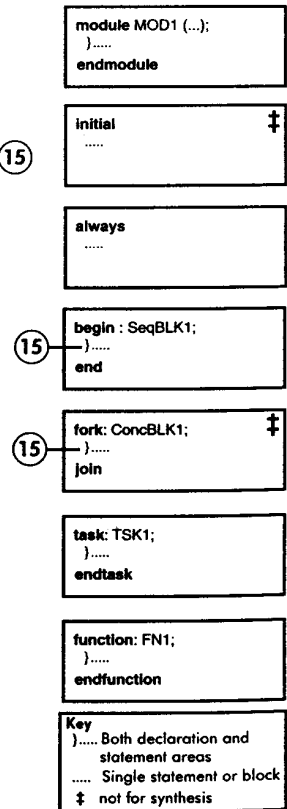 module MOD1 (...);
}.....
endmodule
initial ‡
.....
15
always
.....
begin : SeqBLK1;
15 }.....
end
fork: ConcBLK1; ‡
15 }.....
join
task: TSK1;
}.....
endtask
function: FN1;
}.....
endfunction
Key
}..... Both declaration and
statement areas
..... Single statement or block
‡ not for synthesis